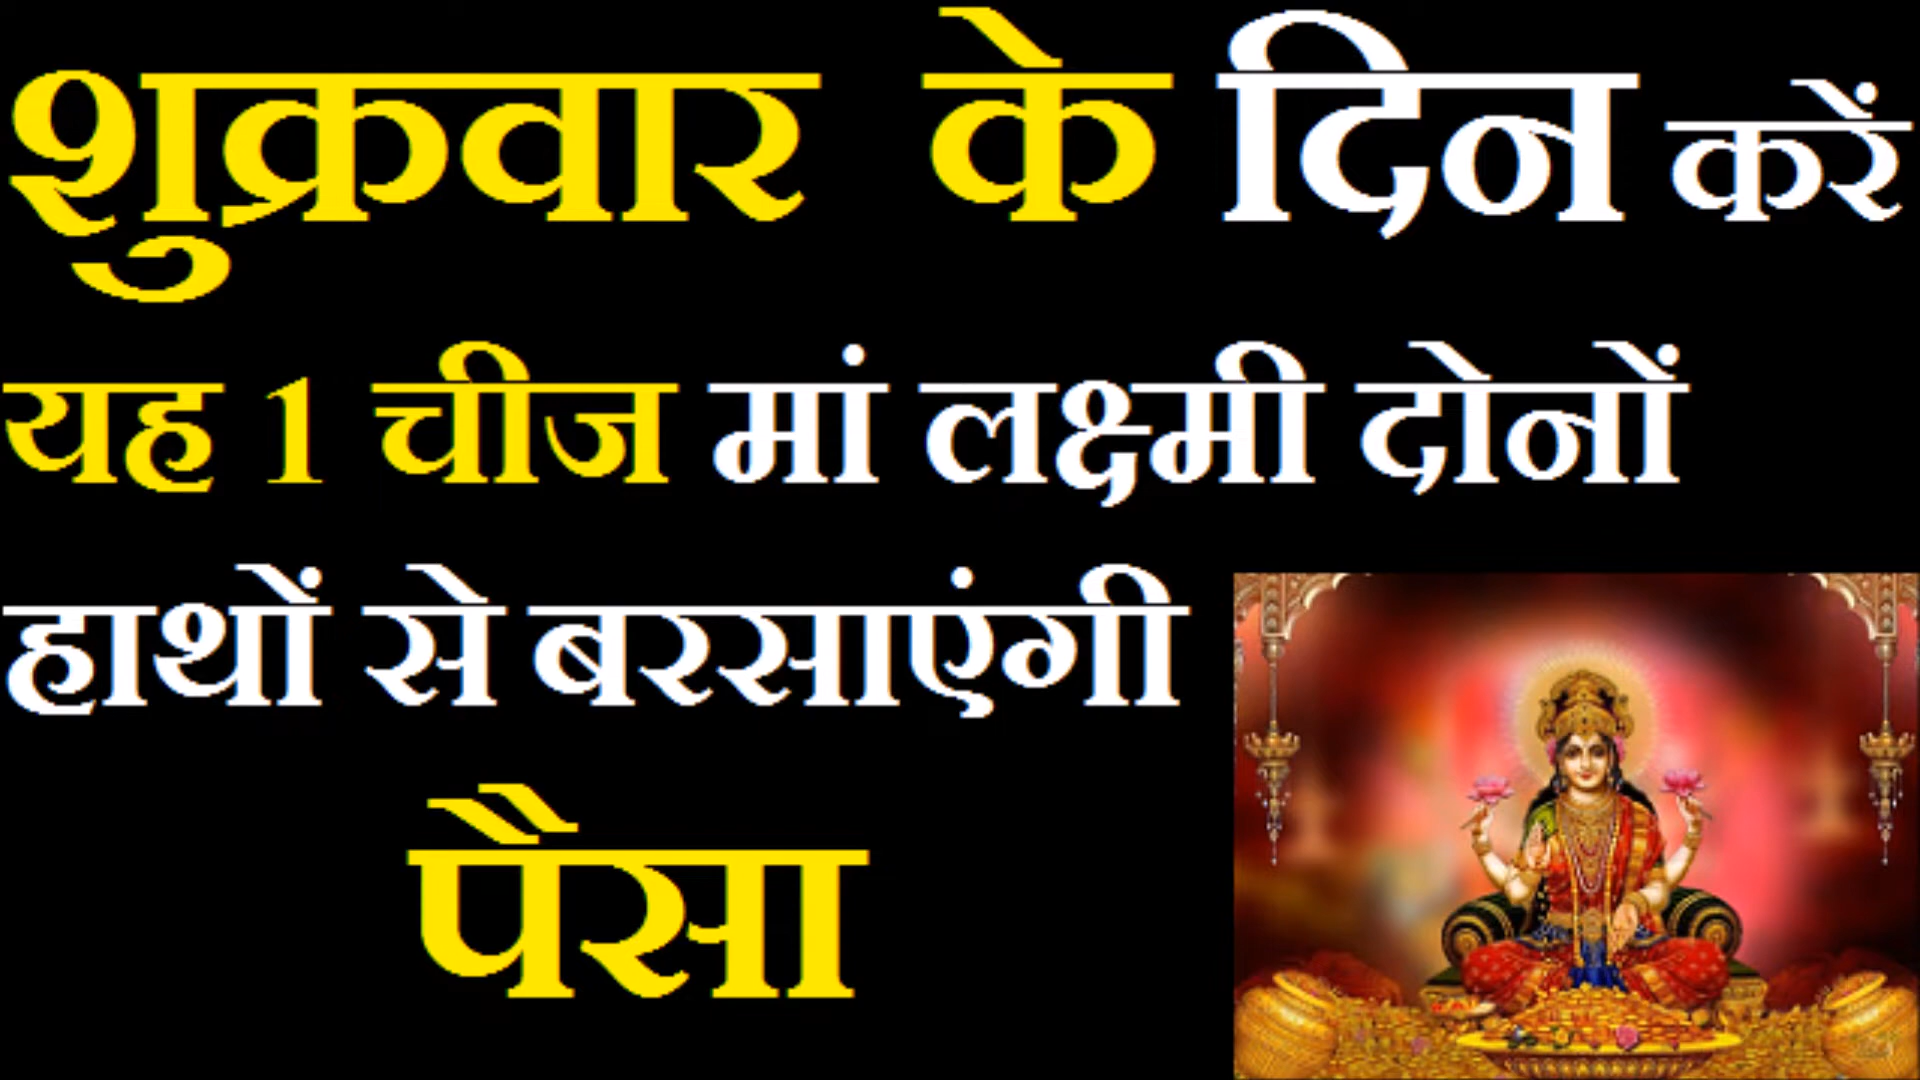 शुक्रवार के दिन करें
यह 1 चीज मां लक्ष्मी दोनों
हाथों से बरसाएंगी
पैसा